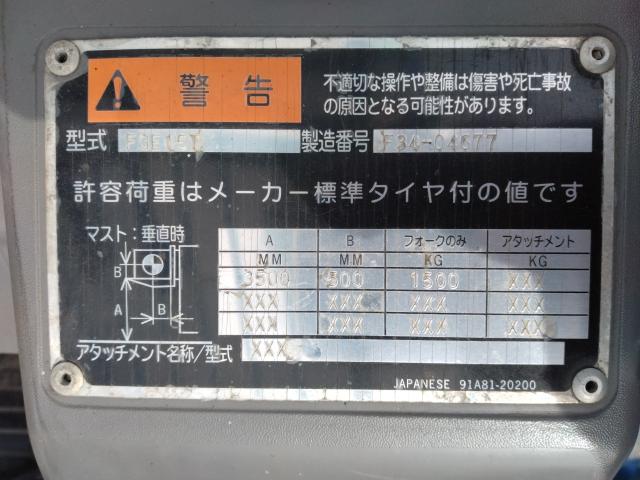 警告
不適切な操作や整備は傷害や死亡事故
の原因となる可能性があります。
型式 製造番号 F34-04677
許容荷重はメーカー標準タイヤ付の値です
マスト：垂直時
A B フォークのみ アタッチメント
MM MM KG KG
3500 500 1500 XXX
XXX XXX XXX XXX
XXX XXX XXX XXX
B
A
B
アタッチメント名称/型式 XXX
JAPANESE 91A81-20200